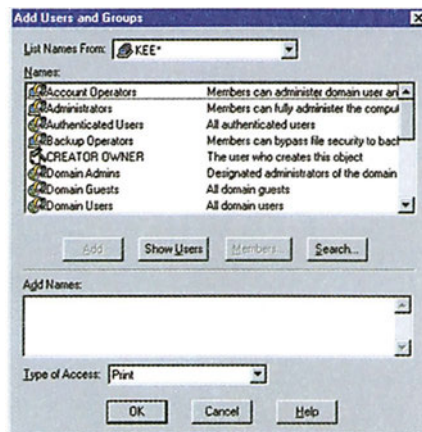 Add Users and Groups
List Names From: KEE*
Names:
Account Operators Members can administer domain user an
Administrators Members can fully administer the comput
Authenticated Users All authenticated users
Backup Operators Members can bypass file security to back
CREATOR OWNER The user who creates this object
Domain Admins Designated administrators of the domain
Domain Guests All domain guests
Domain Users All domain users
Add Show Users Members... Search...
Add Names:
Type of Access: Print
OK Cancel Help